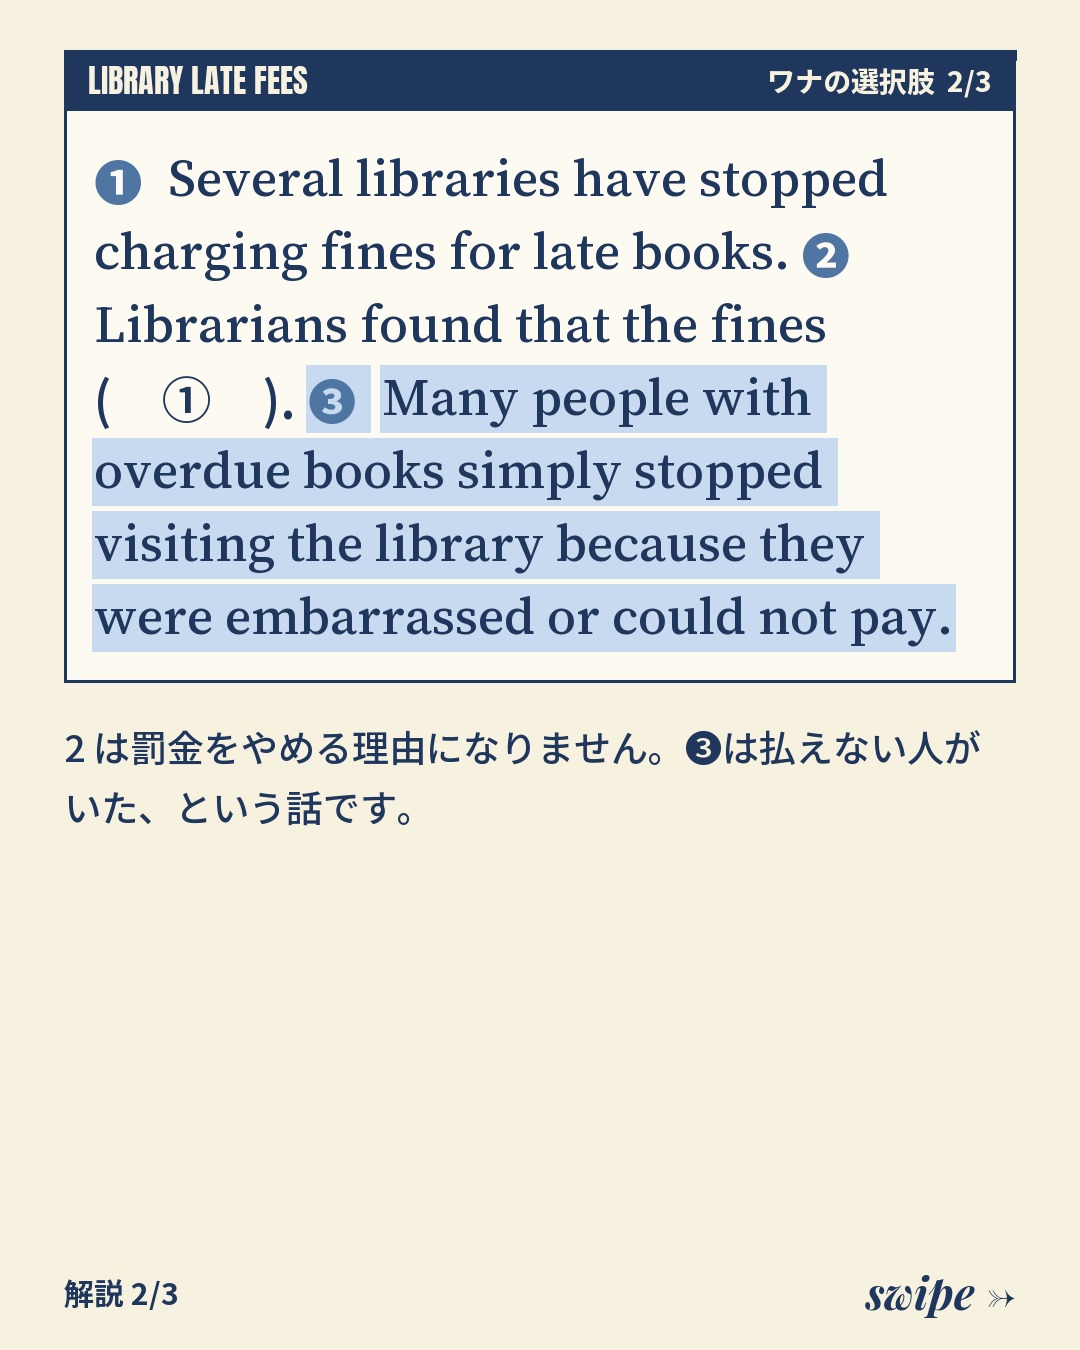 LIBRARY LATE FEES
ワナの選択肢 2/3
❶ Several libraries have stopped
charging fines for late books. ❷
Librarians found that the fines
( ① ). ❸ Many people with
overdue books simply stopped
visiting the library because they
were embarrassed or could not pay.
2 は罰金をやめる理由になりません。❸は払えない人が
いた、という話です。
解説 2/3
swipe